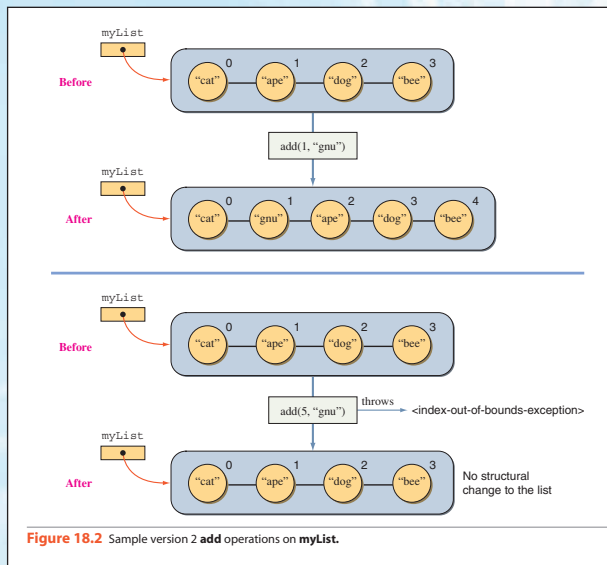 myList
Before
0 1 2 3
“cat” “ape” “dog” “bee”
add(1, “gnu”)
myList
After
0 1 2 3 4
“cat” “gnu” “ape” “dog” “bee”
myList
Before
0 1 2 3
“cat” “ape” “dog” “bee”
add(5, “gnu”) throws <index-out-of-bounds-exception>
myList
After
0 1 2 3
“cat” “ape” “dog” “bee”
No structural
change to the list
Figure 18.2 Sample version 2 add operations on myList.